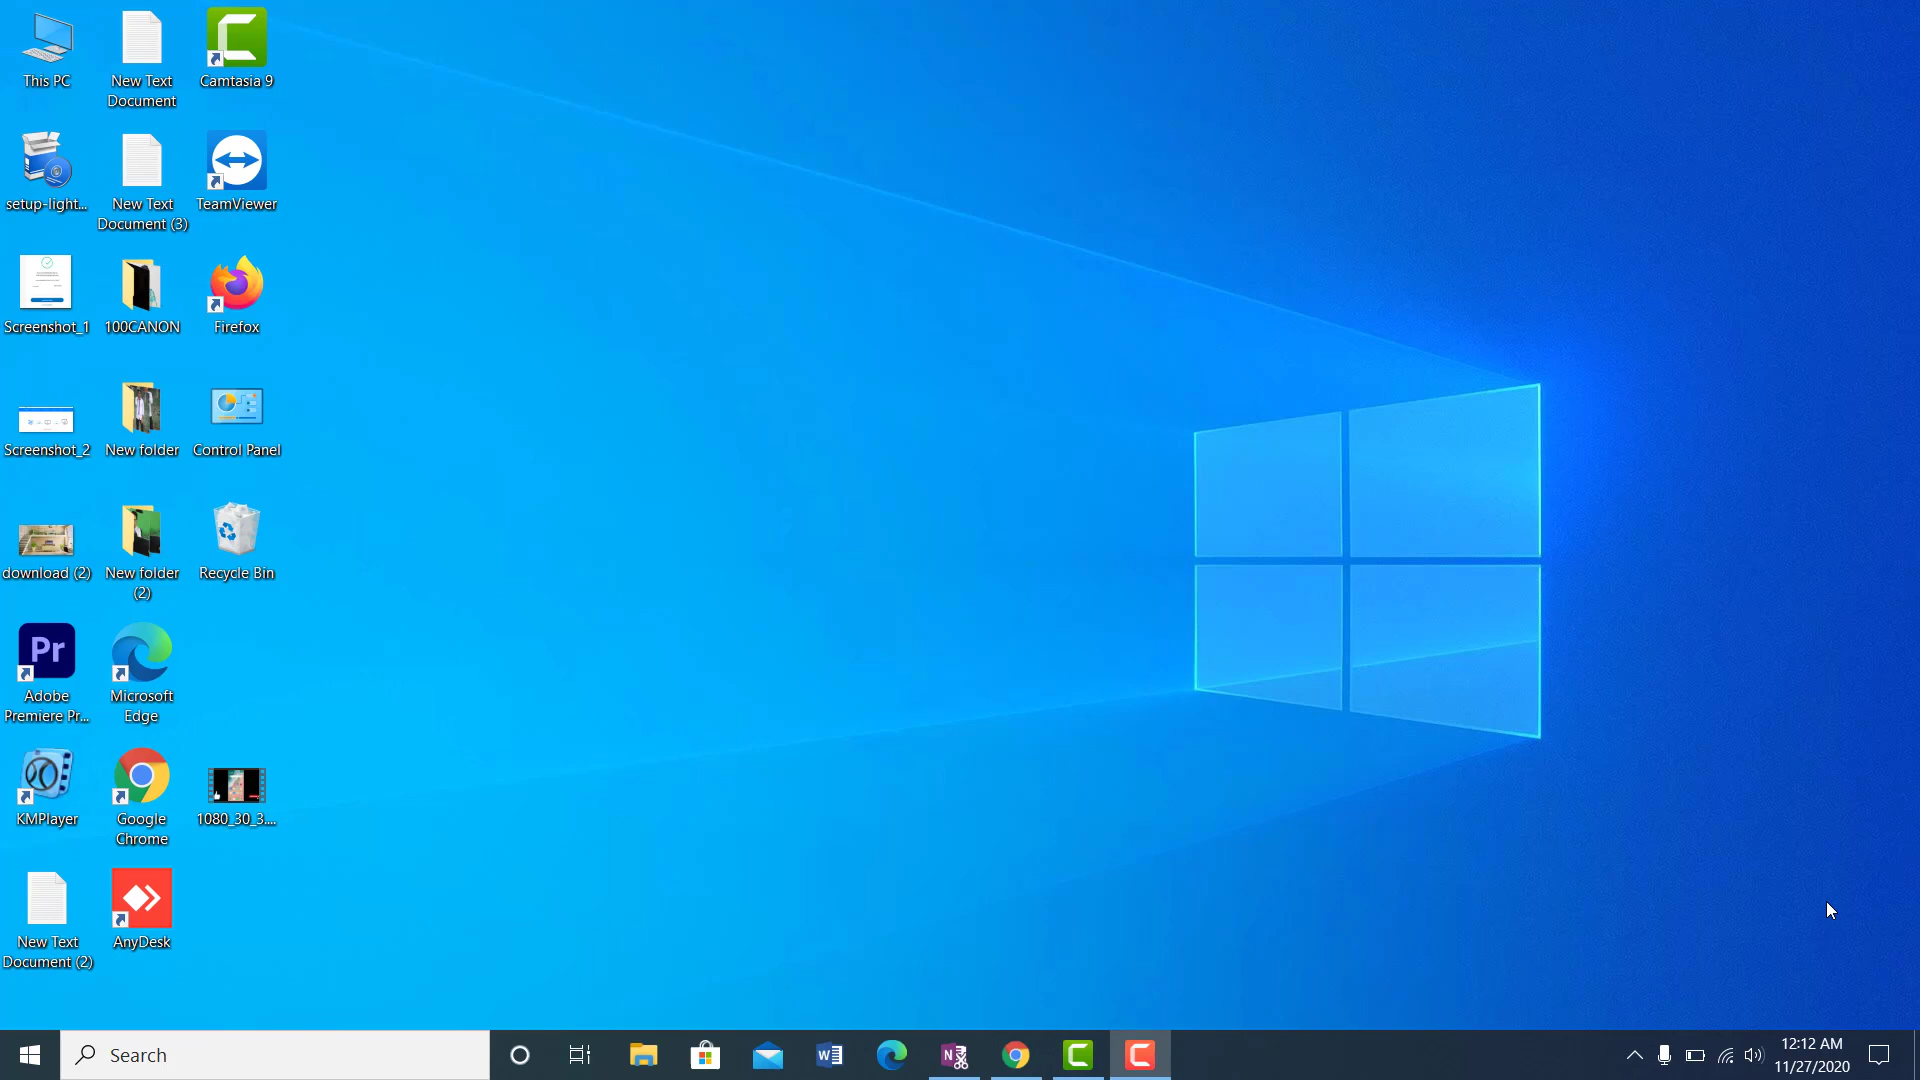 This PC
New Text
Document
Camtasia 9
setup-light...
New Text
Document (3)
TeamViewer
Screenshot_1
100CANON
Firefox
Screenshot_2
New folder
Control Panel
download (2)
New folder
(2)
Recycle Bin
Pr
Adobe
Premiere Pr...
Microsoft
Edge
KMPlayer
Google
Chrome
1080_30_3....
New Text
Document (2)
AnyDesk
Search
W
N
12:12 AM
11/27/2020